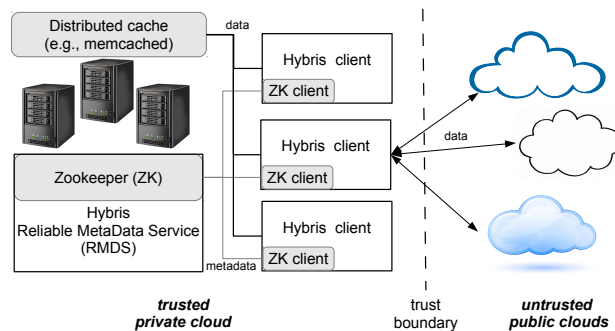 Distributed cache
(e.g., memcached)
data
Hybris client
ZK client
Hybris client
ZK client
data
Zookeeper (ZK)
Hybris
Reliable MetaData Service
(RMDS)
Hybris client
ZK client
metadata
trusted
private cloud
trust
boundary
untrusted
public clouds